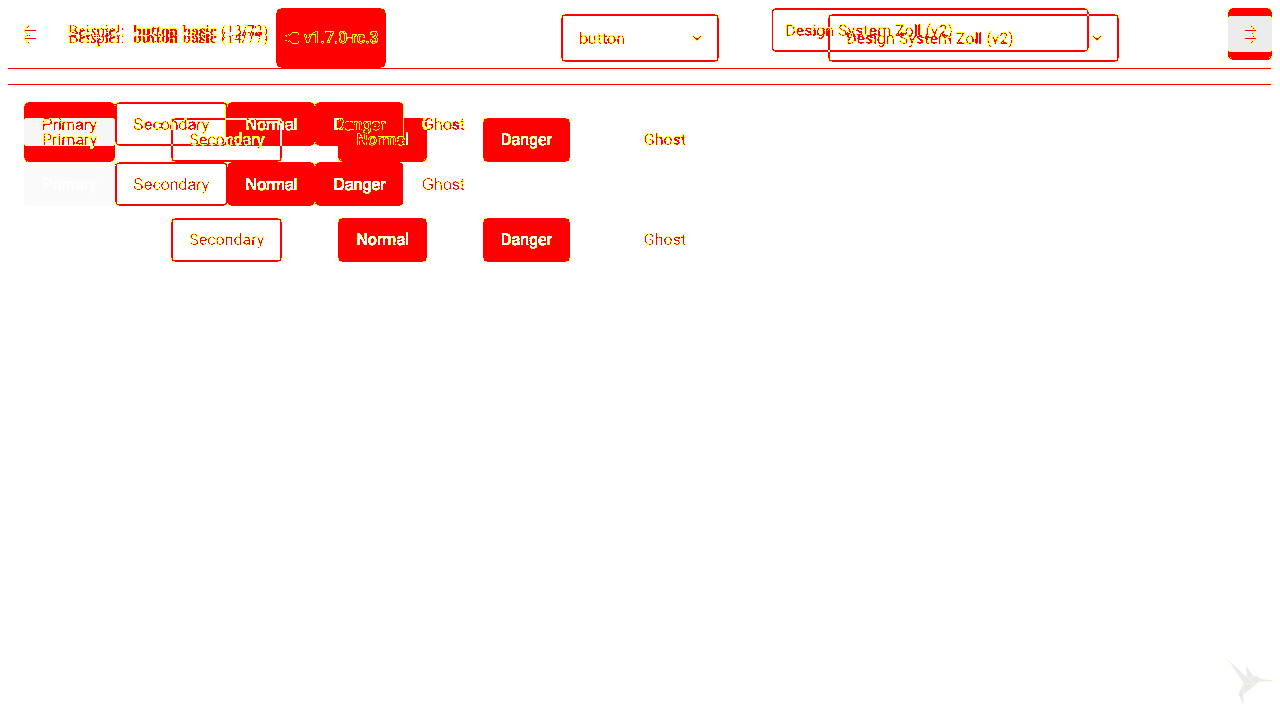 Beispiel: button basic (13/73)
Beispiel: button basic (14/77)
v1.7.0-rc.3
button
Design System Zoll (v2)
Design System Zoll (v2)
Primary Secondary Normal Danger Ghost
Primary Secondary Normal Danger Ghost
Primary Secondary Normal Danger Ghost
Secondary Normal Danger Ghost